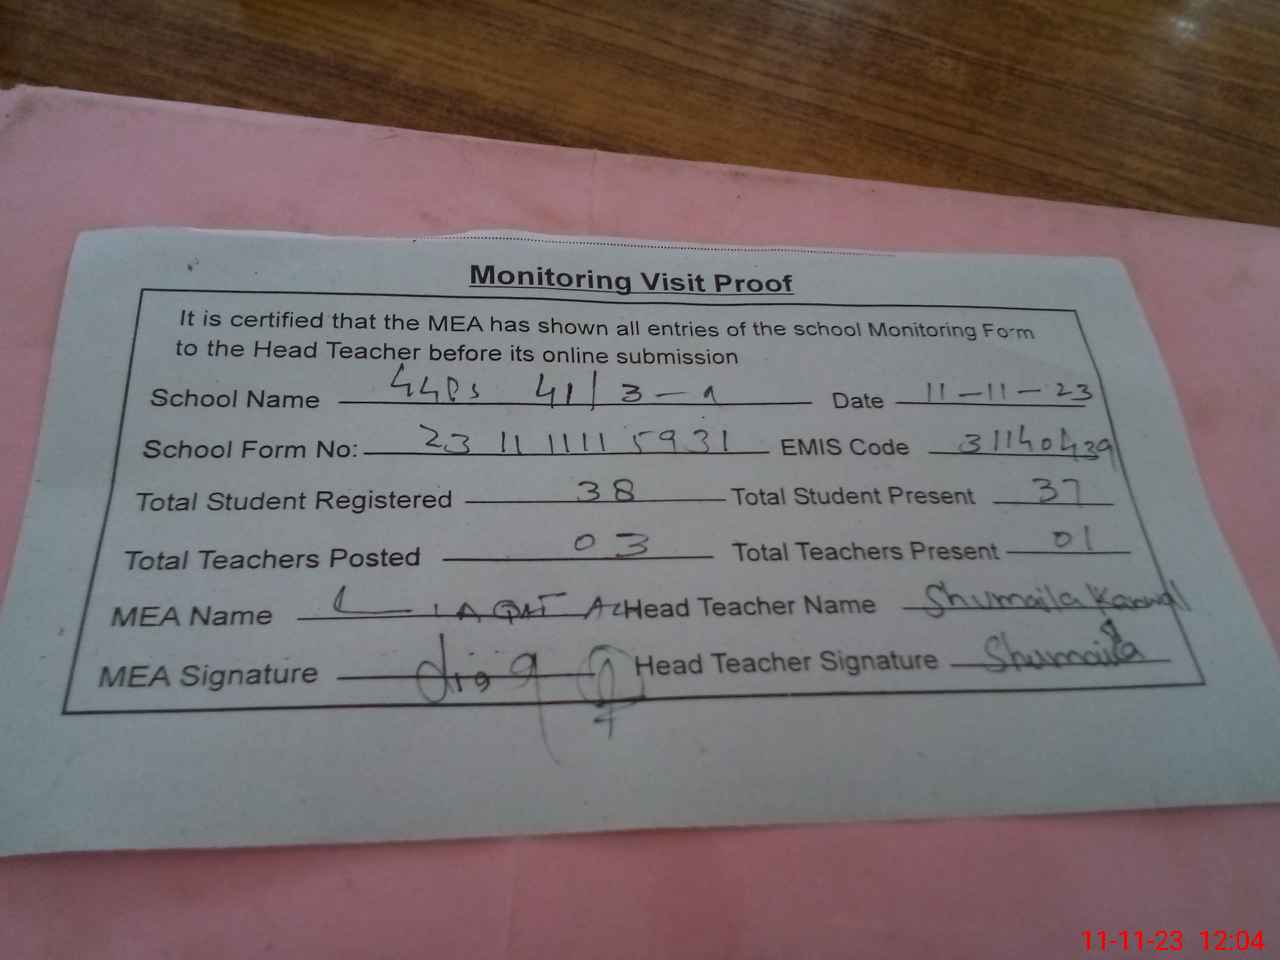 Monitoring Visit Proof
It is certified that the MEA has shown all entries of the school Monitoring Form
to the Head Teacher before its online submission
School Name GGPS 41/3-R Date 11-11-23
School Form No: 23 11 1111 5931 EMIS Code 31140439
Total Student Registered 38 Total Student Present 37
Total Teachers Posted 03 Total Teachers Present 01
MEA Name LIAQAT ALI Head Teacher Name Shumaila Kanwal
MEA Signature Head Teacher Signature Shumaila
11-11-23 12:04